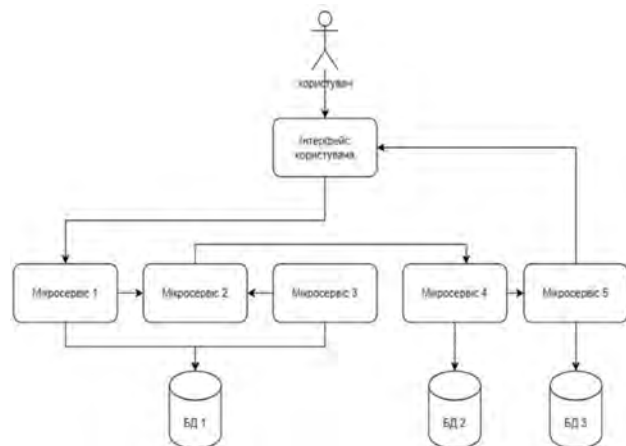 користувач
Інтерфейс
користувача
Мікросервіс 1
Мікросервіс 2
Мікросервіс 3
Мікросервіс 4
Мікросервіс 5
БД 1
БД 2
БД 3